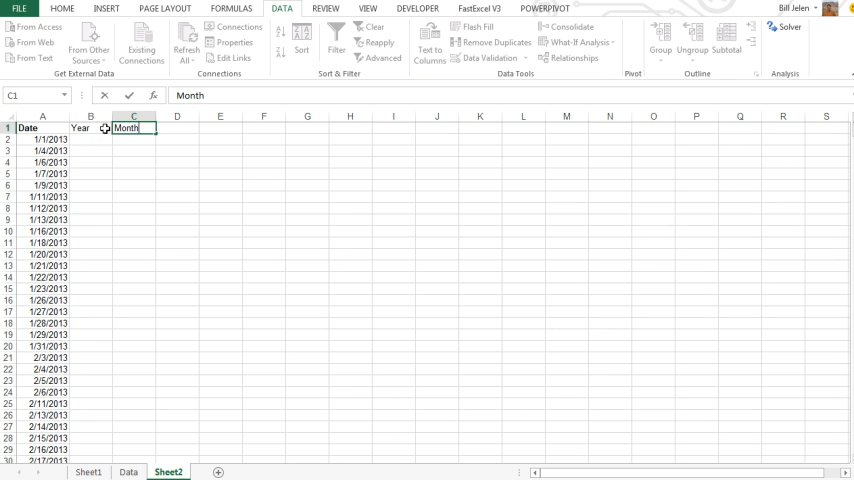 FILE HOME INSERT PAGE LAYOUT FORMULAS DATA REVIEW VIEW DEVELOPER FastExcel V3 POWERPIVOT Bill Jelen
From Access
From Web
From Text
From Other Sources
Existing Connections
Get External Data
Refresh All
Connections
Properties
Edit Links
Connections
Sort
Filter
Clear
Reapply
Advanced
Sort & Filter
Text to Columns
Flash Fill
Remove Duplicates
Data Validation
Consolidate
What-If Analysis
Relationships
Data Tools
Pivot
Group
Ungroup
Subtotal
Outline
Solver
Analysis
C1 fx Month
A B C D E F G H I J K L M N O P Q R S
1 Date Year Month
2 1/1/2013
3 1/4/2013
4 1/6/2013
5 1/7/2013
6 1/9/2013
7 1/11/2013
8 1/12/2013
9 1/13/2013
10 1/16/2013
11 1/18/2013
12 1/20/2013
13 1/21/2013
14 1/22/2013
15 1/23/2013
16 1/26/2013
17 1/27/2013
18 1/28/2013
19 1/29/2013
20 1/31/2013
21 2/3/2013
22 2/4/2013
23 2/5/2013
24 2/6/2013
25 2/11/2013
26 2/13/2013
27 2/14/2013
28 2/15/2013
29 2/16/2013
30 2/17/2013
Sheet1 Data Sheet2